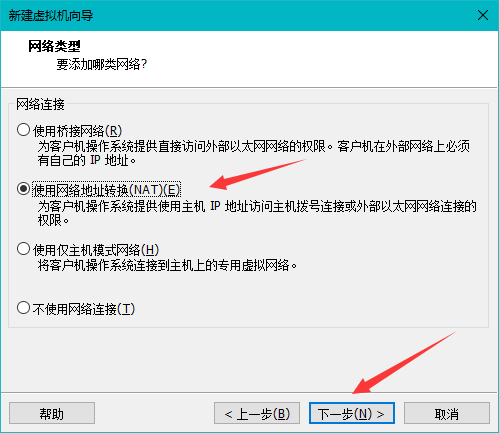 新建虚拟机向导
网络类型
要添加哪类网络?
网络连接
使用桥接网络(R)
为客户机操作系统提供直接访问外部以太网网络的权限。客户机在外部网络上必须
有自己的 IP 地址。
使用网络地址转换(NAT)(E)
为客户机操作系统提供使用主机 IP 地址访问主机拨号连接或外部以太网网络连接的
权限。
使用仅主机模式网络(H)
将客户机操作系统连接到主机上的专用虚拟网络。
不使用网络连接(T)
帮助
< 上一步(B)
下一步(N) >
取消